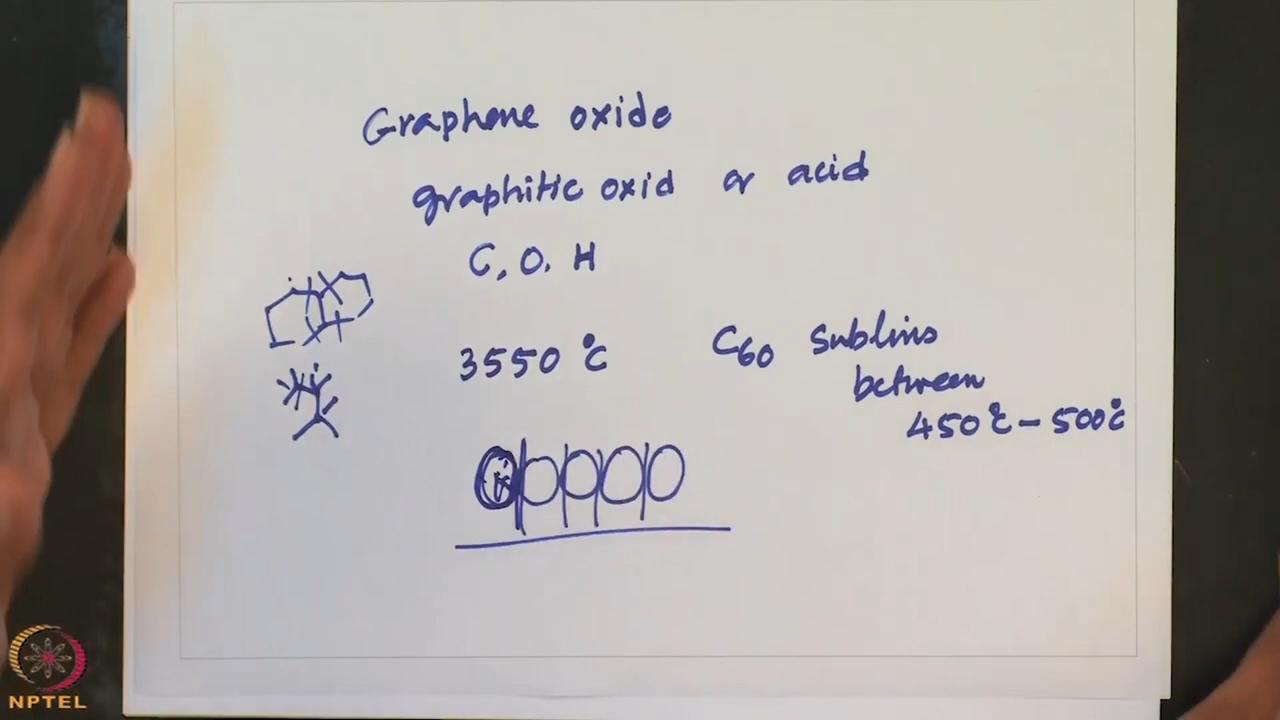 Graphene oxide
graphitic oxid or acid
C, O, H
3550 °C
C60 Sublims
between
450°C - 500°C
NPTEL